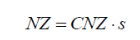 NZ = CNZ · s